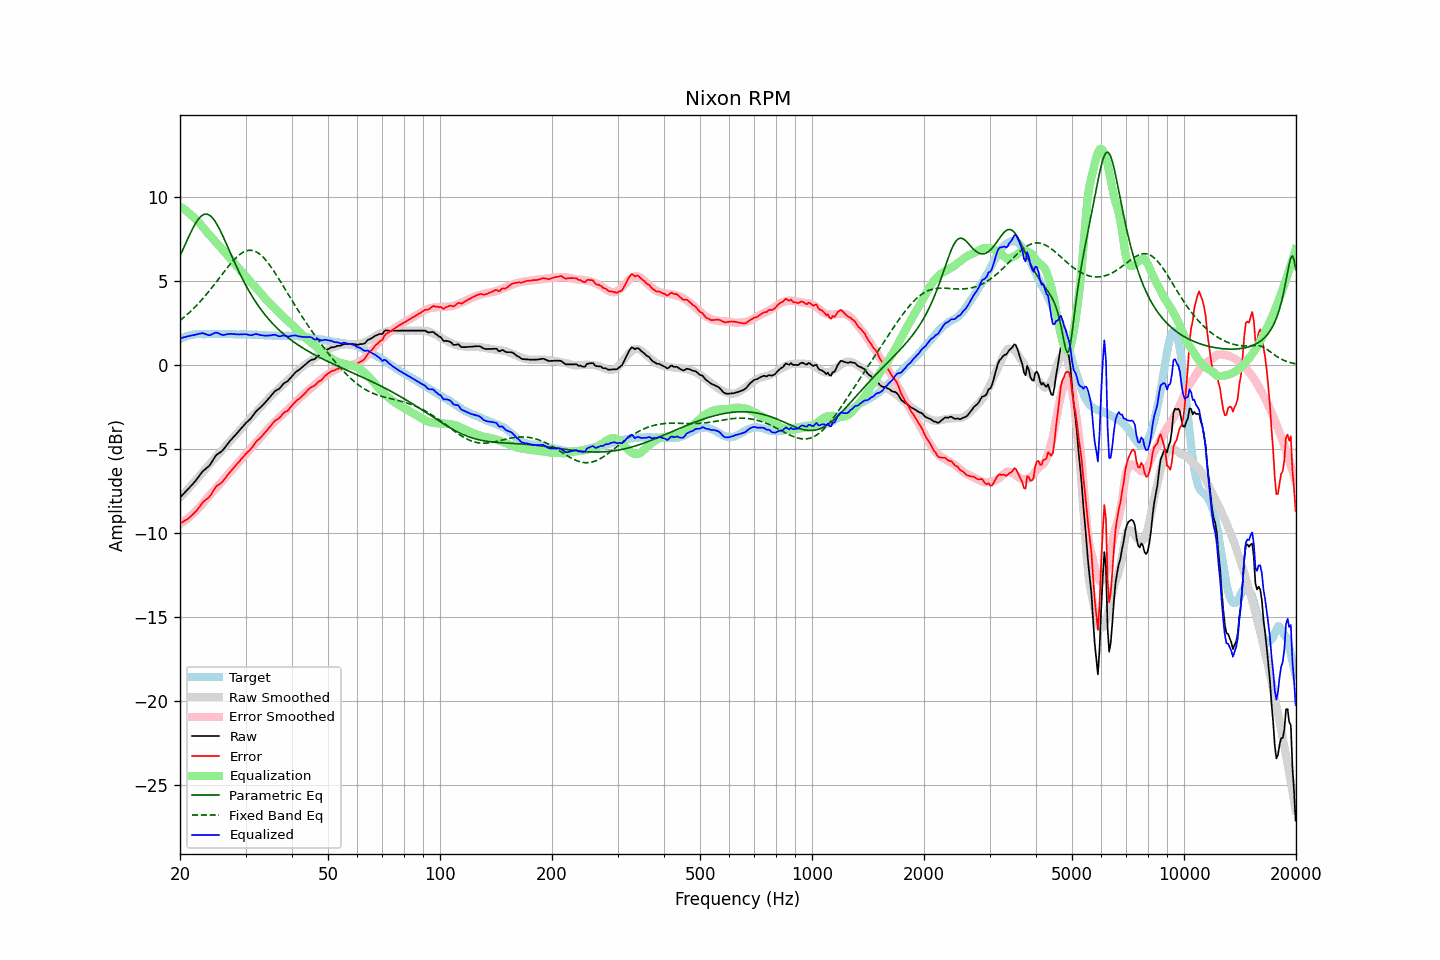 Nixon RPM
Amplitude (dBr)
10
5
0
−5
−10
−15
−20
−25
Target
Raw Smoothed
Error Smoothed
Raw
Error
Equalization
Parametric Eq
Fixed Band Eq
Equalized
20 50 100 200 500 1000 2000 5000 10000 20000
Frequency (Hz)